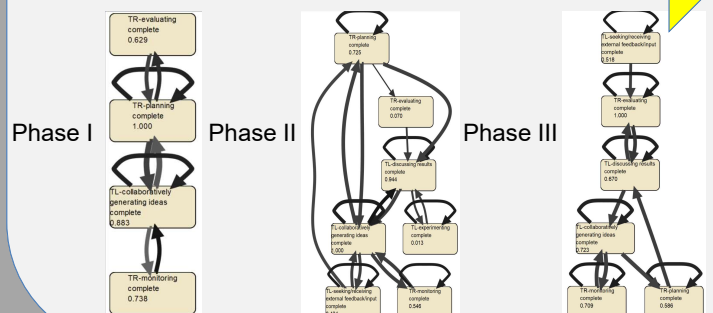 Phase I
TR-evaluating
complete
0.629
TR-planning
complete
1.000
TL-collaboratively
generating ideas
complete
0.883
TR-monitoring
complete
0.738
Phase II
TR-planning
complete
0.725
TR-evaluating
complete
0.070
TL-discussing results
complete
0.944
TL-collaboratively
generating ideas
complete
1.000
TL-experimenting
complete
0.013
TL-seeking/receiving
external feedback/input
complete
TR-monitoring
complete
0.546
Phase III
TL-seeking/receiving
external feedback/input
complete
0.518
TR-evaluating
complete
1.000
TL-discussing results
complete
0.670
TL-collaboratively
generating ideas
complete
0.723
TR-monitoring
complete
0.709
TR-planning
complete
0.586